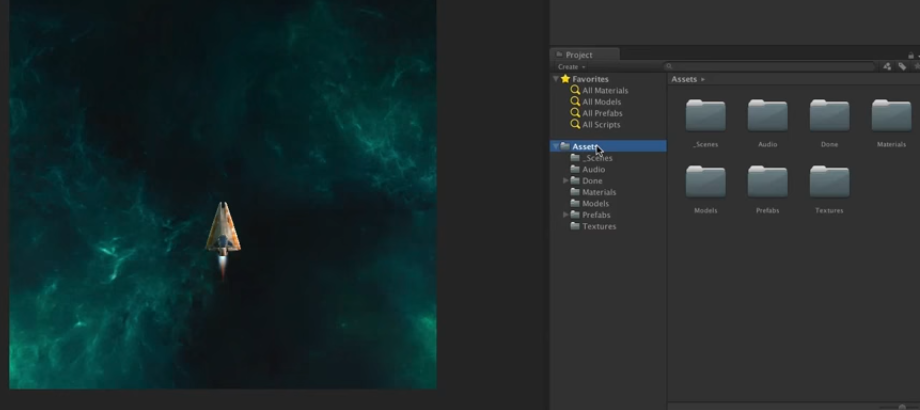 Project
Create
Favorites
All Materials
All Models
All Prefabs
All Scripts
Assets
_Scenes
Audio
Done
Materials
Models
Prefabs
Textures
Assets
_Scenes Audio Done Materials
Models Prefabs Textures